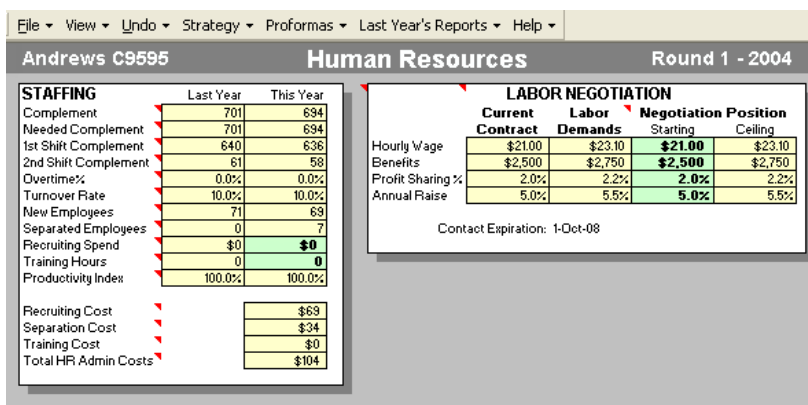 File View Undo Strategy Proformas Last Year's Reports Help
Andrews C9595 Human Resources Round 1 - 2004
STAFFING Last Year This Year
Complement 701 694
Needed Complement 701 694
1st Shift Complement 640 636
2nd Shift Complement 61 58
Overtime% 0.0% 0.0%
Turnover Rate 10.0% 10.0%
New Employees 71 69
Separated Employees 0 7
Recruiting Spend $0 $0
Training Hours 0 0
Productivity Index 100.0% 100.0%
Recruiting Cost $69
Separation Cost $34
Training Cost $0
Total HR Admin Costs $104
LABOR NEGOTIATION
Current Labor Negotiation Position
Contract Demands Starting Ceiling
Hourly Wage $21.00 $23.10 $21.00 $23.10
Benefits $2,500 $2,750 $2,500 $2,750
Profit Sharing % 2.0% 2.2% 2.0% 2.2%
Annual Raise 5.0% 5.5% 5.0% 5.5%
Contact Expiration: 1-Oct-08